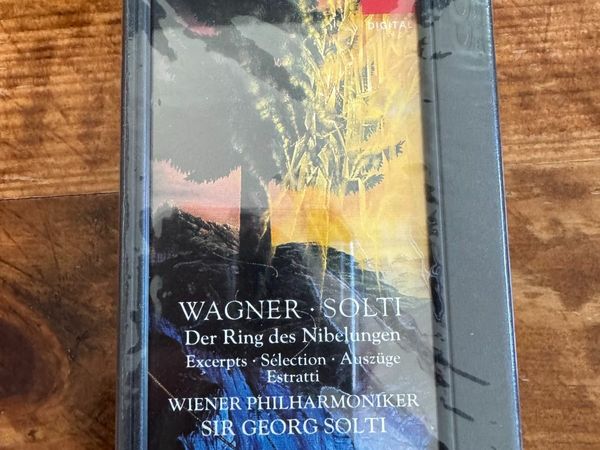 DIGITAL
WAGNER · SOLTI
Der Ring des Nibelungen
Excerpts · Sélection · Auszüge
Estratti
WIENER PHILHARMONIKER
SIR GEORG SOLTI